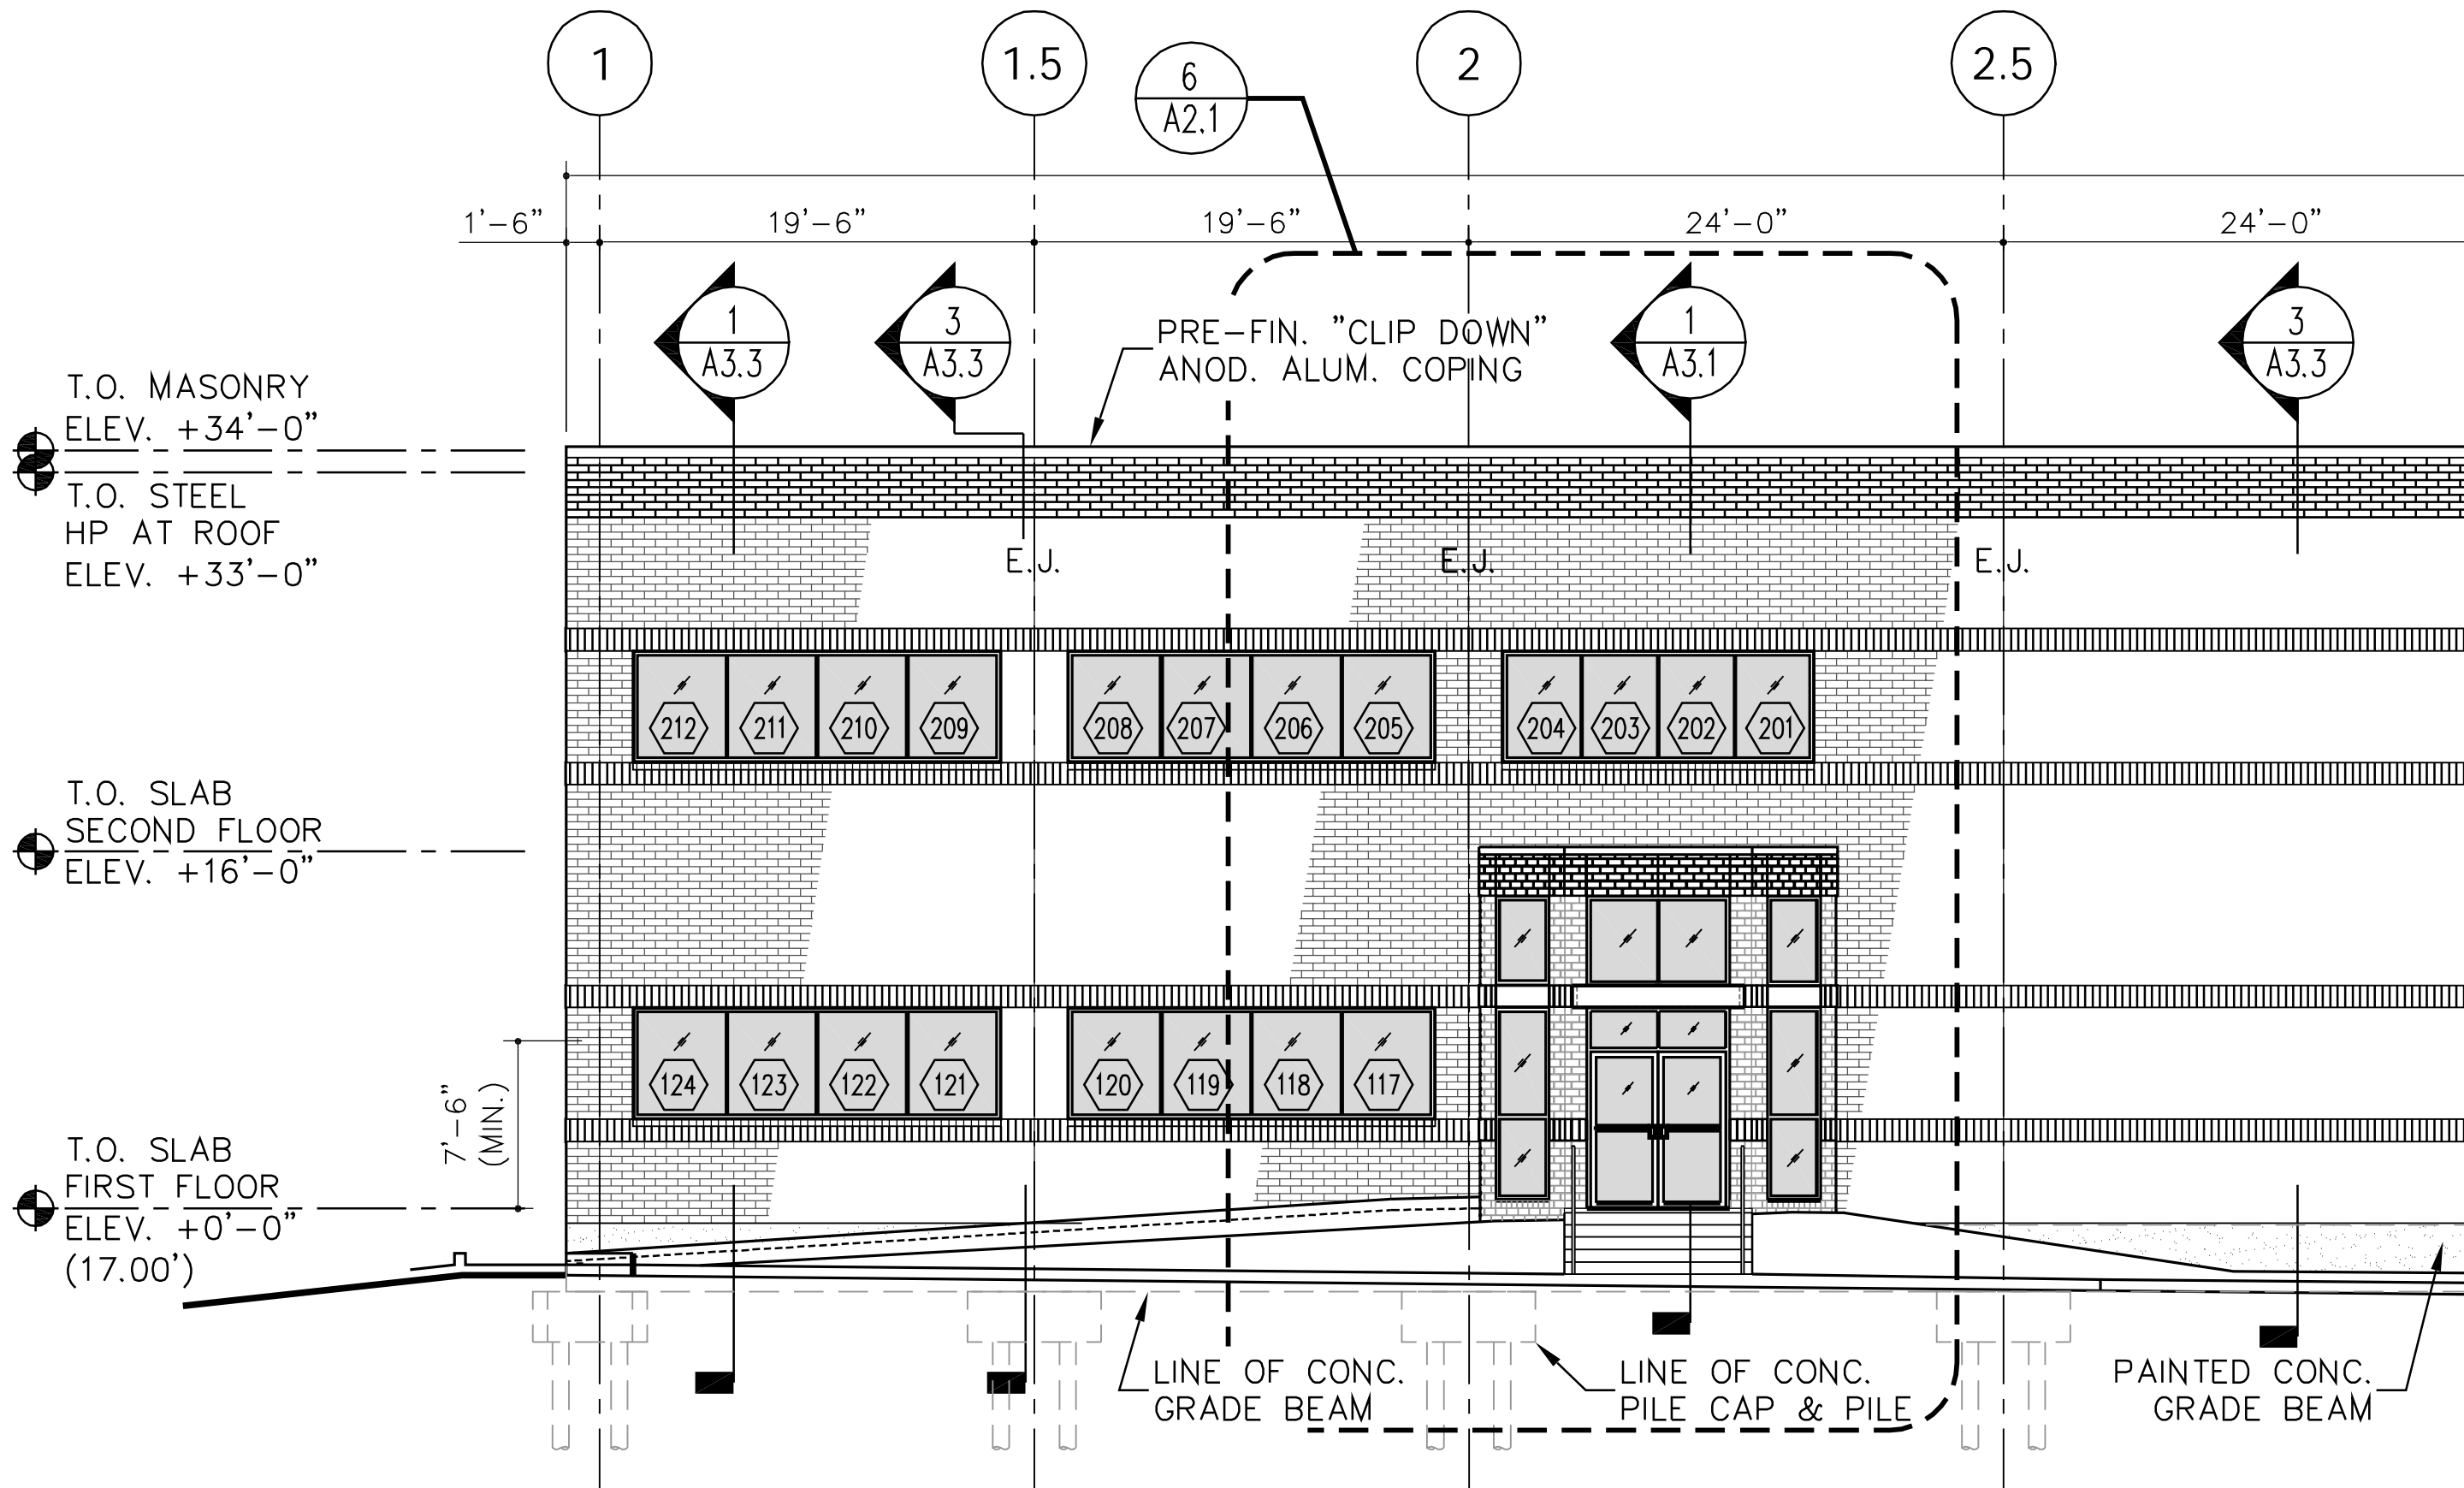 1
1.5
2
2.5
6
A2.1
1'-6"
19'-6"
19'-6"
24'-0"
24'-0"
1
A3.3
3
A3.3
1
A3.1
3
A3.3
PRE-FIN. "CLIP DOWN"
ANOD. ALUM. COPING
T.O. MASONRY
ELEV. +34'-0"
T.O. STEEL
HP AT ROOF
ELEV. +33'-0"
E.J.
E.J.
E.J.
212
211
210
209
208
207
206
205
204
203
202
201
T.O. SLAB
SECOND FLOOR
ELEV. +16'-0"
124
123
122
121
120
119
118
117
7'-6"
(MIN.)
T.O. SLAB
FIRST FLOOR
ELEV. +0'-0"
(17.00')
LINE OF CONC.
GRADE BEAM
LINE OF CONC.
PILE CAP & PILE
PAINTED CONC.
GRADE BEAM